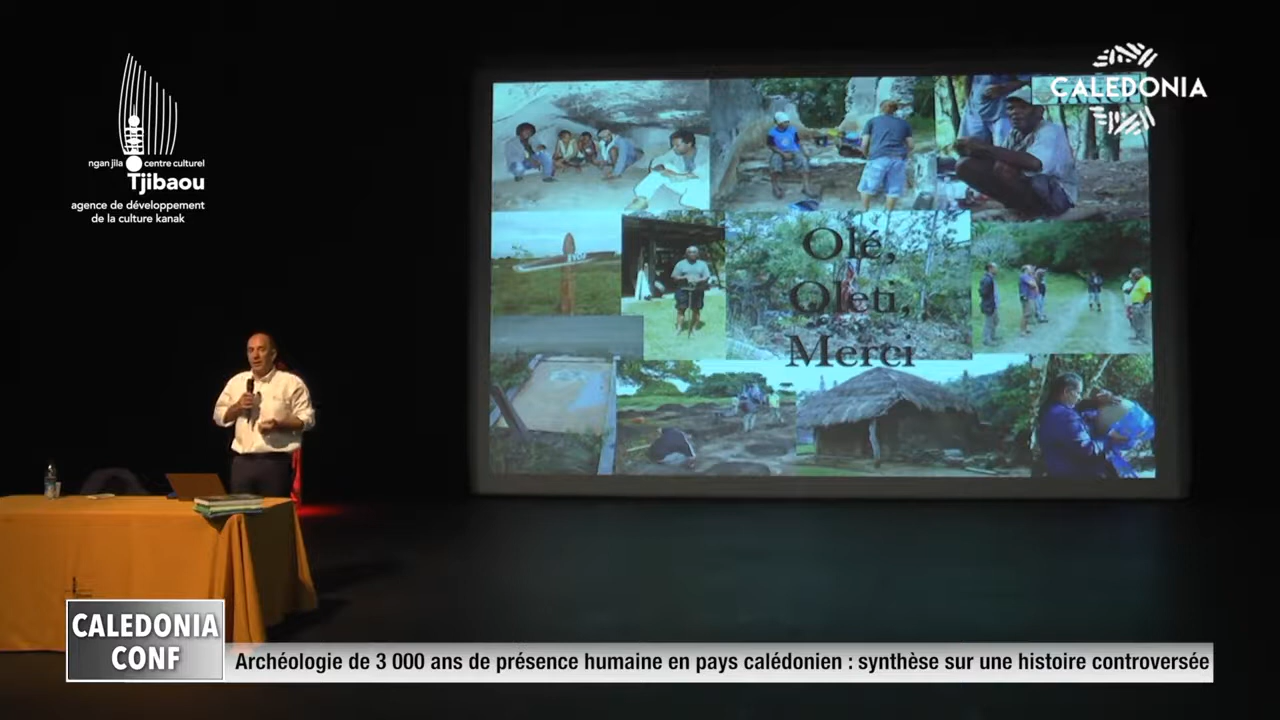 ngan jila centre culturel
Tjibaou
agence de développement
de la culture kanak
CALEDONIA
Olé,
Oleti,
Merci
CALEDONIA
CONF
Archéologie de 3 000 ans de présence humaine en pays calédonien : synthèse sur une histoire controversée